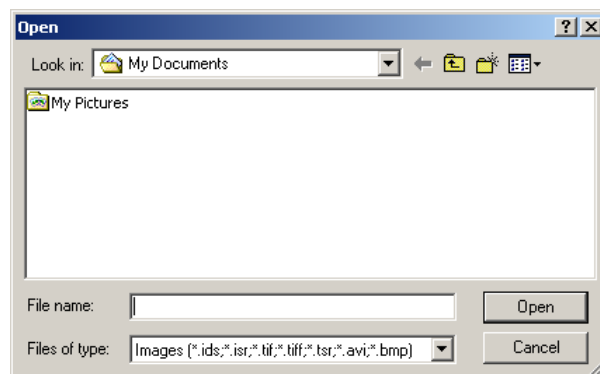 Open
Look in: My Documents
My Pictures
File name:
Open
Files of type: Images (*.ids;*.isr;*.tif;*.tiff;*.tsr;*.avi;*.bmp)
Cancel